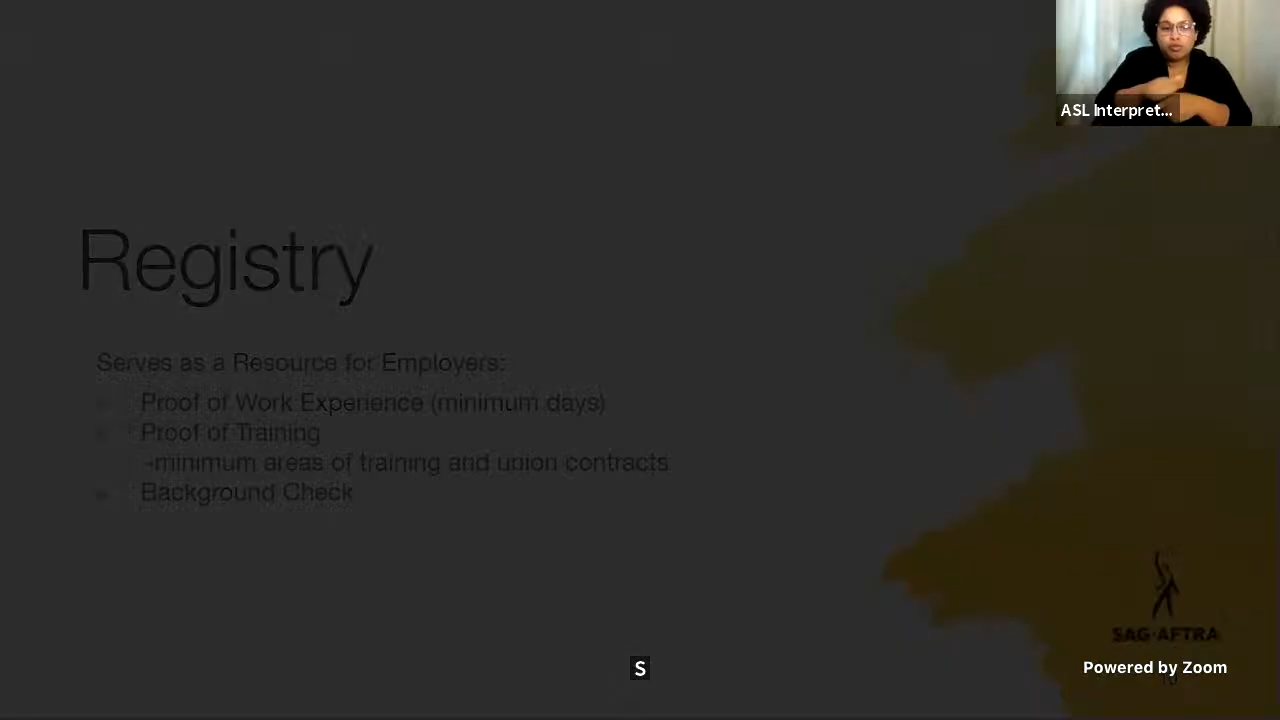 ASL Interpret...
Registry
Serves as a Resource for Employers:
Proof of Work Experience (minimum days)
Proof of Training
-minimum areas of training and union contracts
Background Check
SAG·AFTRA
S
Powered by Zoom